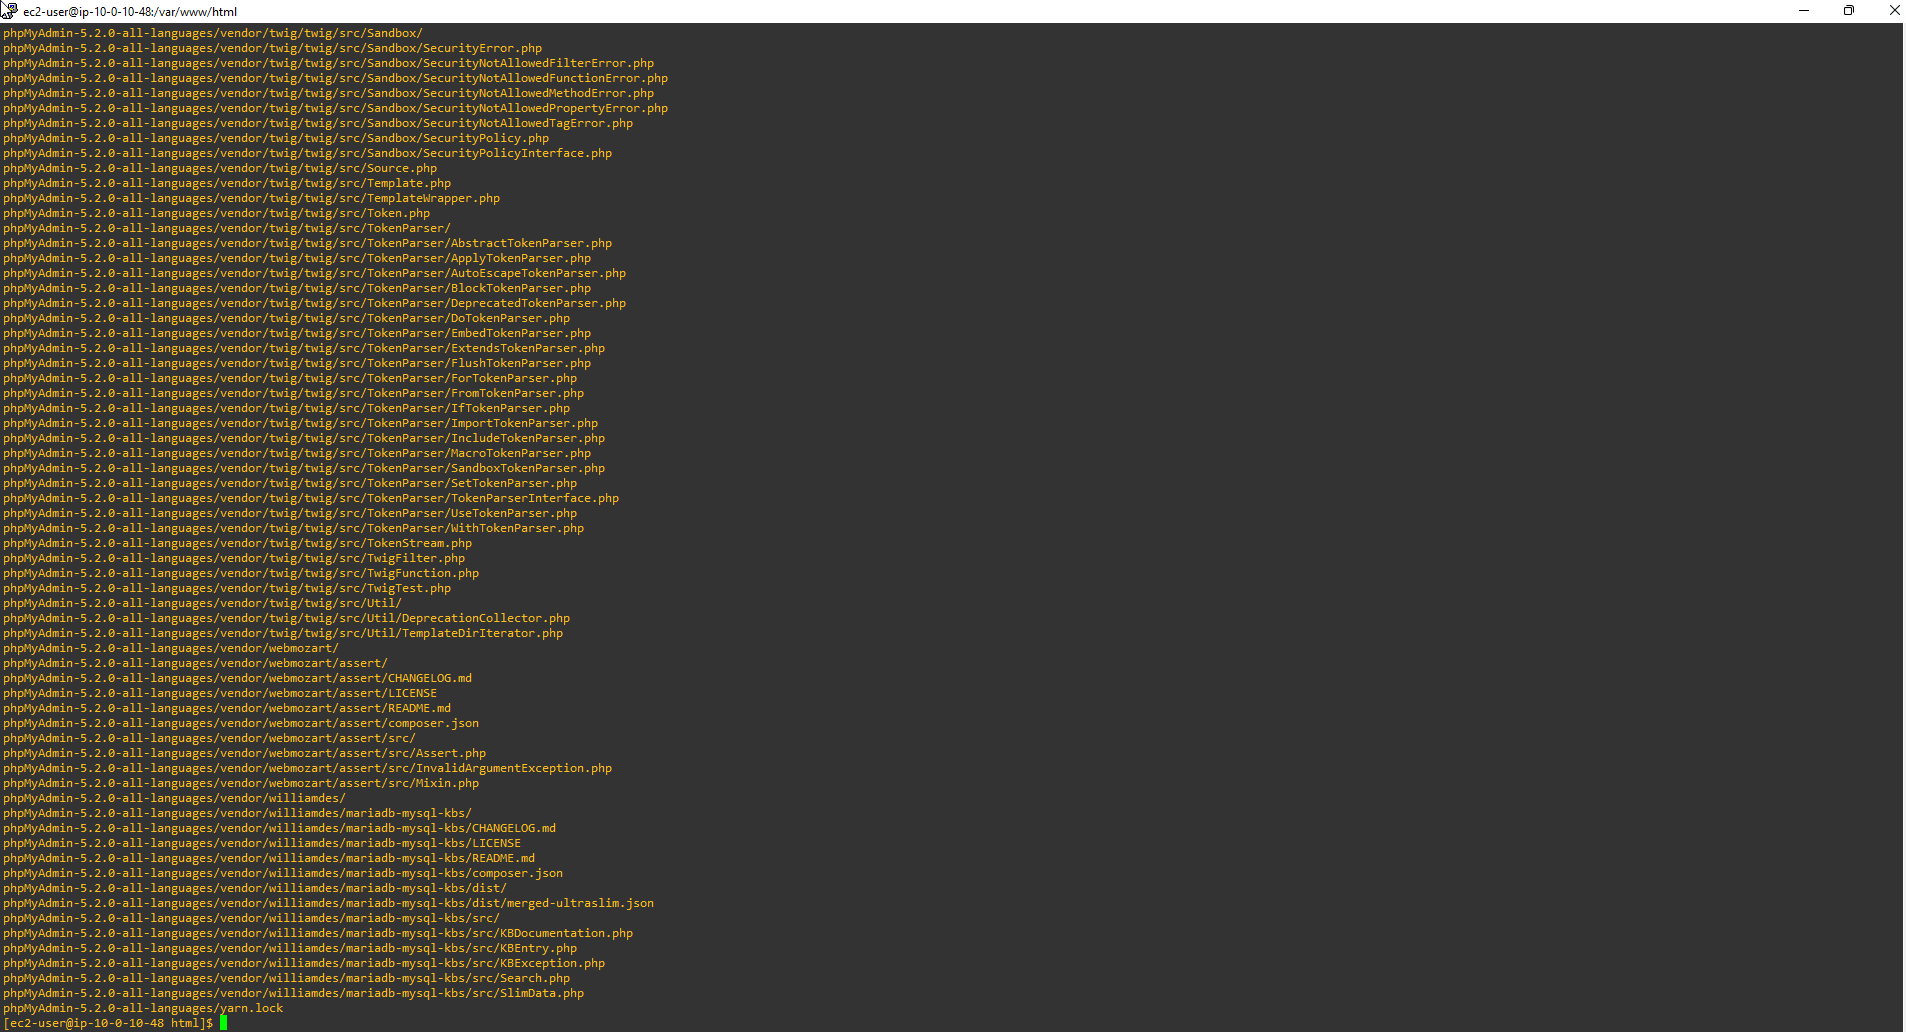 ec2-user@ip-10-0-10-48:/var/www/html
phpMyAdmin-5.2.0-all-languages/vendor/twig/twig/src/Sandbox/
phpMyAdmin-5.2.0-all-languages/vendor/twig/twig/src/Sandbox/SecurityError.php
phpMyAdmin-5.2.0-all-languages/vendor/twig/twig/src/Sandbox/SecurityNotAllowedFilterError.php
phpMyAdmin-5.2.0-all-languages/vendor/twig/twig/src/Sandbox/SecurityNotAllowedFunctionError.php
phpMyAdmin-5.2.0-all-languages/vendor/twig/twig/src/Sandbox/SecurityNotAllowedMethodError.php
phpMyAdmin-5.2.0-all-languages/vendor/twig/twig/src/Sandbox/SecurityNotAllowedPropertyError.php
phpMyAdmin-5.2.0-all-languages/vendor/twig/twig/src/Sandbox/SecurityNotAllowedTagError.php
phpMyAdmin-5.2.0-all-languages/vendor/twig/twig/src/Sandbox/SecurityPolicy.php
phpMyAdmin-5.2.0-all-languages/vendor/twig/twig/src/Sandbox/SecurityPolicyInterface.php
phpMyAdmin-5.2.0-all-languages/vendor/twig/twig/src/Source.php
phpMyAdmin-5.2.0-all-languages/vendor/twig/twig/src/Template.php
phpMyAdmin-5.2.0-all-languages/vendor/twig/twig/src/TemplateWrapper.php
phpMyAdmin-5.2.0-all-languages/vendor/twig/twig/src/Token.php
phpMyAdmin-5.2.0-all-languages/vendor/twig/twig/src/TokenParser/
phpMyAdmin-5.2.0-all-languages/vendor/twig/twig/src/TokenParser/AbstractTokenParser.php
phpMyAdmin-5.2.0-all-languages/vendor/twig/twig/src/TokenParser/ApplyTokenParser.php
phpMyAdmin-5.2.0-all-languages/vendor/twig/twig/src/TokenParser/AutoEscapeTokenParser.php
phpMyAdmin-5.2.0-all-languages/vendor/twig/twig/src/TokenParser/BlockTokenParser.php
phpMyAdmin-5.2.0-all-languages/vendor/twig/twig/src/TokenParser/DeprecatedTokenParser.php
phpMyAdmin-5.2.0-all-languages/vendor/twig/twig/src/TokenParser/DoTokenParser.php
phpMyAdmin-5.2.0-all-languages/vendor/twig/twig/src/TokenParser/EmbedTokenParser.php
phpMyAdmin-5.2.0-all-languages/vendor/twig/twig/src/TokenParser/ExtendsTokenParser.php
phpMyAdmin-5.2.0-all-languages/vendor/twig/twig/src/TokenParser/FlushTokenParser.php
phpMyAdmin-5.2.0-all-languages/vendor/twig/twig/src/TokenParser/ForTokenParser.php
phpMyAdmin-5.2.0-all-languages/vendor/twig/twig/src/TokenParser/FromTokenParser.php
phpMyAdmin-5.2.0-all-languages/vendor/twig/twig/src/TokenParser/IfTokenParser.php
phpMyAdmin-5.2.0-all-languages/vendor/twig/twig/src/TokenParser/ImportTokenParser.php
phpMyAdmin-5.2.0-all-languages/vendor/twig/twig/src/TokenParser/IncludeTokenParser.php
phpMyAdmin-5.2.0-all-languages/vendor/twig/twig/src/TokenParser/MacroTokenParser.php
phpMyAdmin-5.2.0-all-languages/vendor/twig/twig/src/TokenParser/SandboxTokenParser.php
phpMyAdmin-5.2.0-all-languages/vendor/twig/twig/src/TokenParser/SetTokenParser.php
phpMyAdmin-5.2.0-all-languages/vendor/twig/twig/src/TokenParser/TokenParserInterface.php
phpMyAdmin-5.2.0-all-languages/vendor/twig/twig/src/TokenParser/UseTokenParser.php
phpMyAdmin-5.2.0-all-languages/vendor/twig/twig/src/TokenParser/WithTokenParser.php
phpMyAdmin-5.2.0-all-languages/vendor/twig/twig/src/TokenStream.php
phpMyAdmin-5.2.0-all-languages/vendor/twig/twig/src/TwigFilter.php
phpMyAdmin-5.2.0-all-languages/vendor/twig/twig/src/TwigFunction.php
phpMyAdmin-5.2.0-all-languages/vendor/twig/twig/src/TwigTest.php
phpMyAdmin-5.2.0-all-languages/vendor/twig/twig/src/Util/
phpMyAdmin-5.2.0-all-languages/vendor/twig/twig/src/Util/DeprecationCollector.php
phpMyAdmin-5.2.0-all-languages/vendor/twig/twig/src/Util/TemplateDirIterator.php
phpMyAdmin-5.2.0-all-languages/vendor/webmozart/
phpMyAdmin-5.2.0-all-languages/vendor/webmozart/assert/
phpMyAdmin-5.2.0-all-languages/vendor/webmozart/assert/CHANGELOG.md
phpMyAdmin-5.2.0-all-languages/vendor/webmozart/assert/LICENSE
phpMyAdmin-5.2.0-all-languages/vendor/webmozart/assert/README.md
phpMyAdmin-5.2.0-all-languages/vendor/webmozart/assert/composer.json
phpMyAdmin-5.2.0-all-languages/vendor/webmozart/assert/src/
phpMyAdmin-5.2.0-all-languages/vendor/webmozart/assert/src/Assert.php
phpMyAdmin-5.2.0-all-languages/vendor/webmozart/assert/src/InvalidArgumentException.php
phpMyAdmin-5.2.0-all-languages/vendor/webmozart/assert/src/Mixin.php
phpMyAdmin-5.2.0-all-languages/vendor/williamdes/
phpMyAdmin-5.2.0-all-languages/vendor/williamdes/mariadb-mysql-kbs/
phpMyAdmin-5.2.0-all-languages/vendor/williamdes/mariadb-mysql-kbs/CHANGELOG.md
phpMyAdmin-5.2.0-all-languages/vendor/williamdes/mariadb-mysql-kbs/LICENSE
phpMyAdmin-5.2.0-all-languages/vendor/williamdes/mariadb-mysql-kbs/README.md
phpMyAdmin-5.2.0-all-languages/vendor/williamdes/mariadb-mysql-kbs/composer.json
phpMyAdmin-5.2.0-all-languages/vendor/williamdes/mariadb-mysql-kbs/dist/
phpMyAdmin-5.2.0-all-languages/vendor/williamdes/mariadb-mysql-kbs/dist/merged-ultraslim.json
phpMyAdmin-5.2.0-all-languages/vendor/williamdes/mariadb-mysql-kbs/src/
phpMyAdmin-5.2.0-all-languages/vendor/williamdes/mariadb-mysql-kbs/src/KBDocumentation.php
phpMyAdmin-5.2.0-all-languages/vendor/williamdes/mariadb-mysql-kbs/src/KBEntry.php
phpMyAdmin-5.2.0-all-languages/vendor/williamdes/mariadb-mysql-kbs/src/KBException.php
phpMyAdmin-5.2.0-all-languages/vendor/williamdes/mariadb-mysql-kbs/src/Search.php
phpMyAdmin-5.2.0-all-languages/vendor/williamdes/mariadb-mysql-kbs/src/SlimData.php
phpMyAdmin-5.2.0-all-languages/yarn.lock
[ec2-user@ip-10-0-10-48 html]$